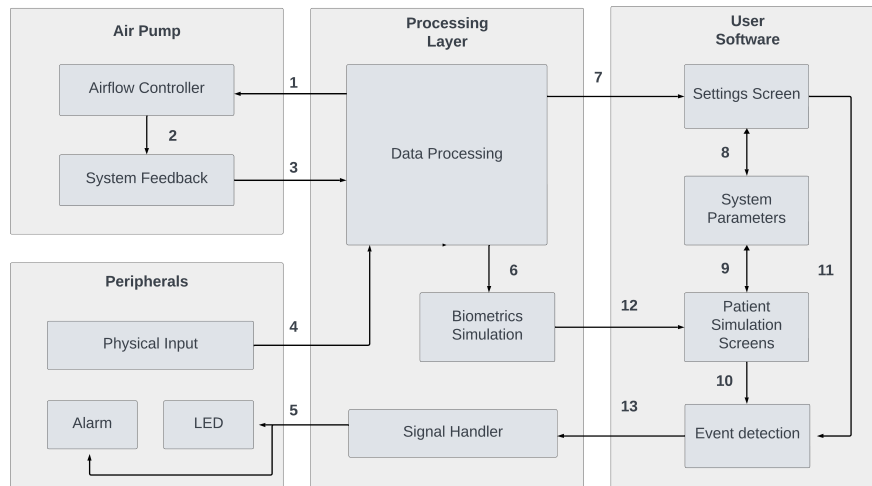 Air Pump
Airflow Controller
System Feedback
1
2
3
Processing
Layer
Data Processing
6
Biometrics
Simulation
Signal Handler
User
Software
7
Settings Screen
8
System
Parameters
9
11
12
Patient
Simulation
Screens
10
13
Event detection
Peripherals
Physical Input
4
Alarm
LED
5